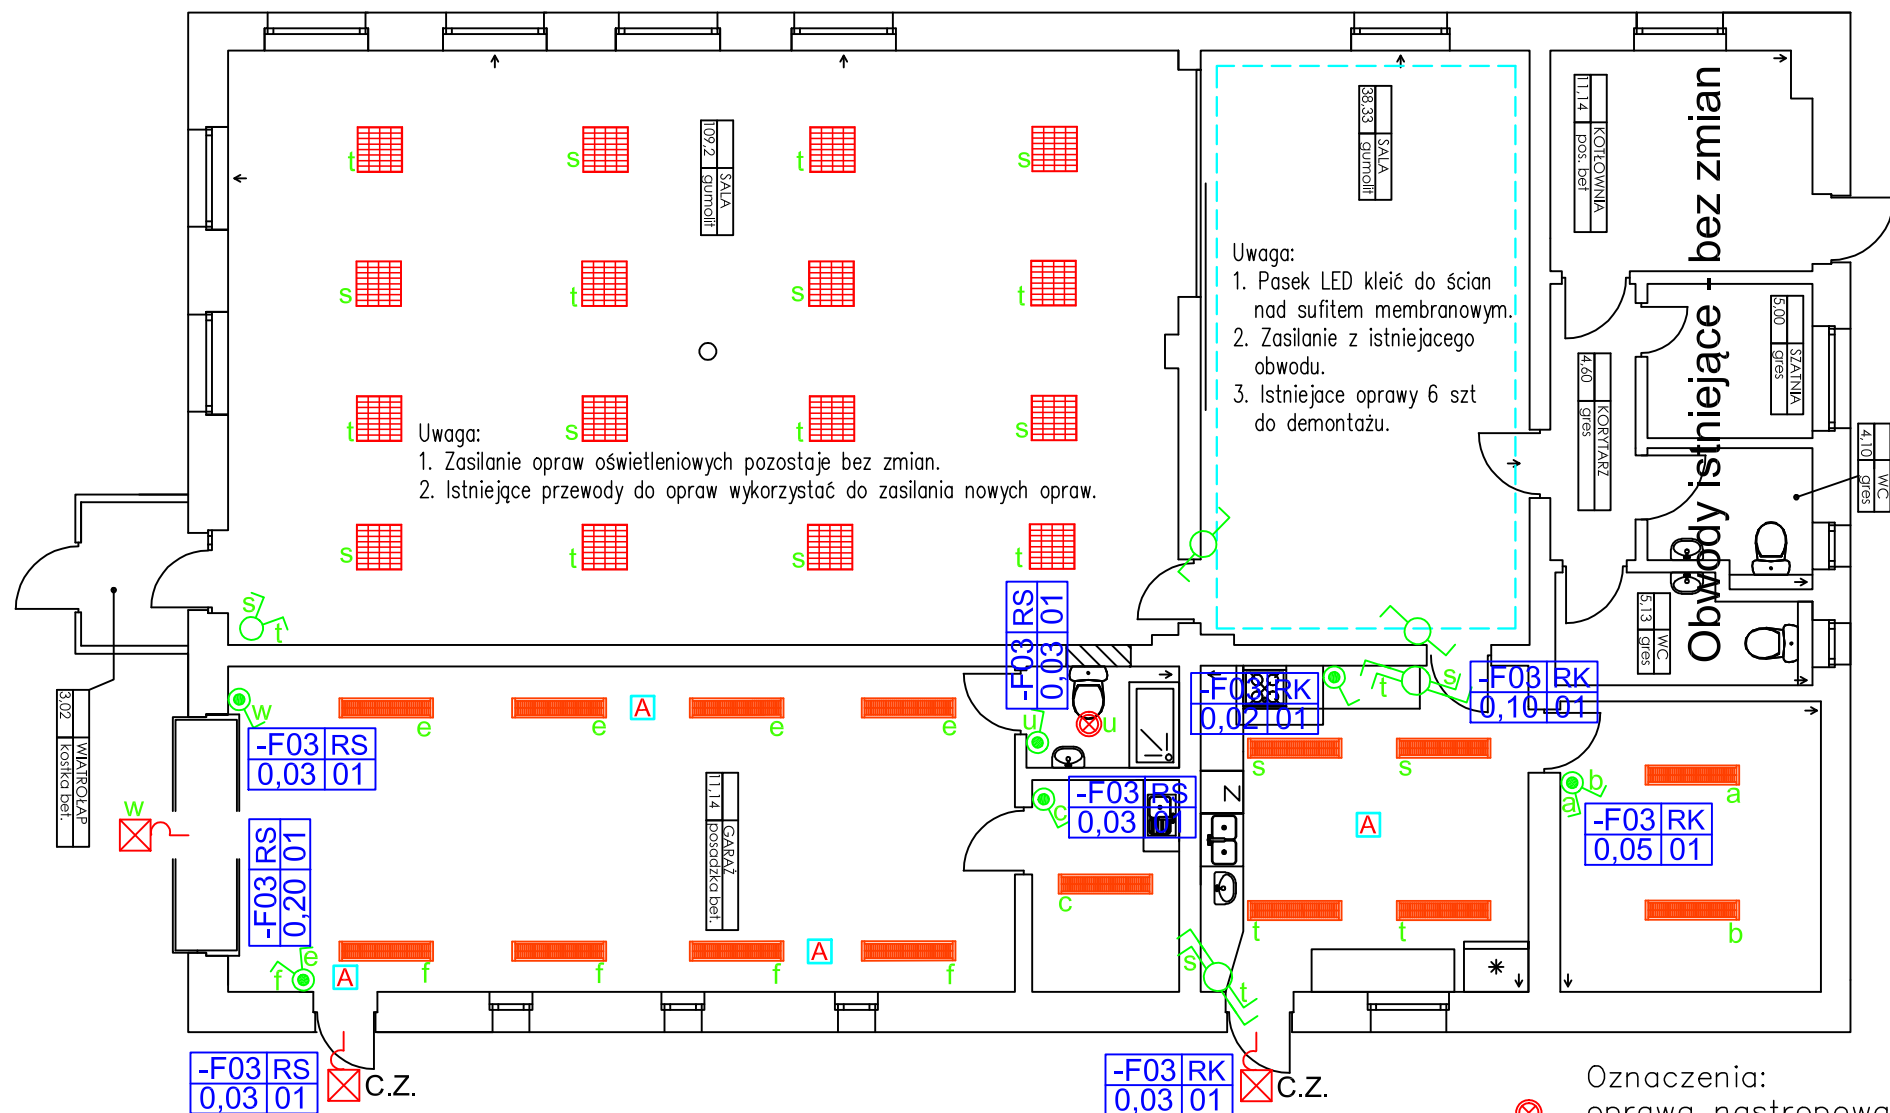 t
s
t
s
109,2 SALA
gumolit
38,33 SALA
gumolit
11,14 KOTŁOWNIA
pos. bet
Obwody istniejące - bez zmian
s
t
s
t
Uwaga:
1. Pasek LED kleić do ścian
nad sufitem membranowym.
2. Zasilanie z istniejacego
obwodu.
3. Istniejace oprawy 6 szt
do demontażu.
5,00 SZATNIA
gres
4,60 KORYTARZ
gres
4,10 WC
gres
t
s
t
s
Uwaga:
1. Zasilanie opraw oświetleniowych pozostaje bez zmian.
2. Istniejące przewody do opraw wykorzystać do zasilania nowych opraw.
s
t
s
t
s
t
-F03 RS
0,03 01
5,13 WC
gres
3,02 WIATROŁAP
kostka bet.
w
e
e
A
e
e
u
u
-F03 RK
0,02 01
t
s
-F03 RK
0,10 01
-F03 RS
0,03 01
s
s
w
11,14 GARAŻ
posadzka bet.
c
-F03 RS
0,03 01
N
A
b
a
a
-F03 RK
0,05 01
-F03 RS
0,20 01
c
t
t
b
e
f
A
f
f
f
A
f
s
t
*
-F03 RS
0,03 01
C.Z.
-F03 RK
0,03 01
C.Z.
Oznaczenia:
oprawa nastropowa